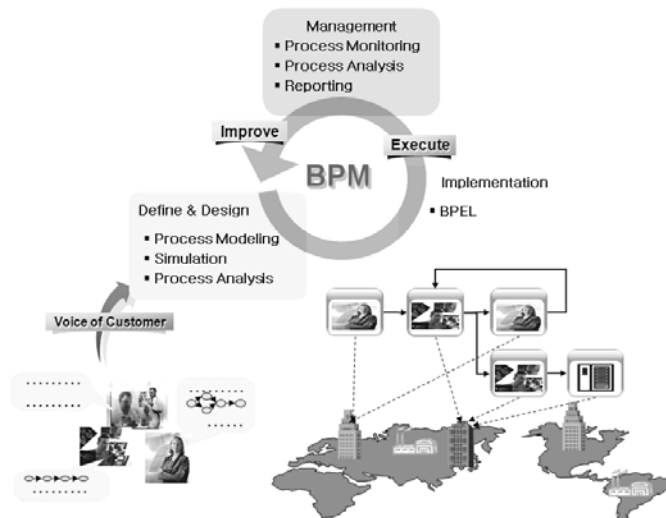 Management
▪ Process Monitoring
▪ Process Analysis
▪ Reporting
Improve
Execute
BPM
Implementation
▪ BPEL
Define & Design
▪ Process Modeling
▪ Simulation
▪ Process Analysis
Voice of Customer